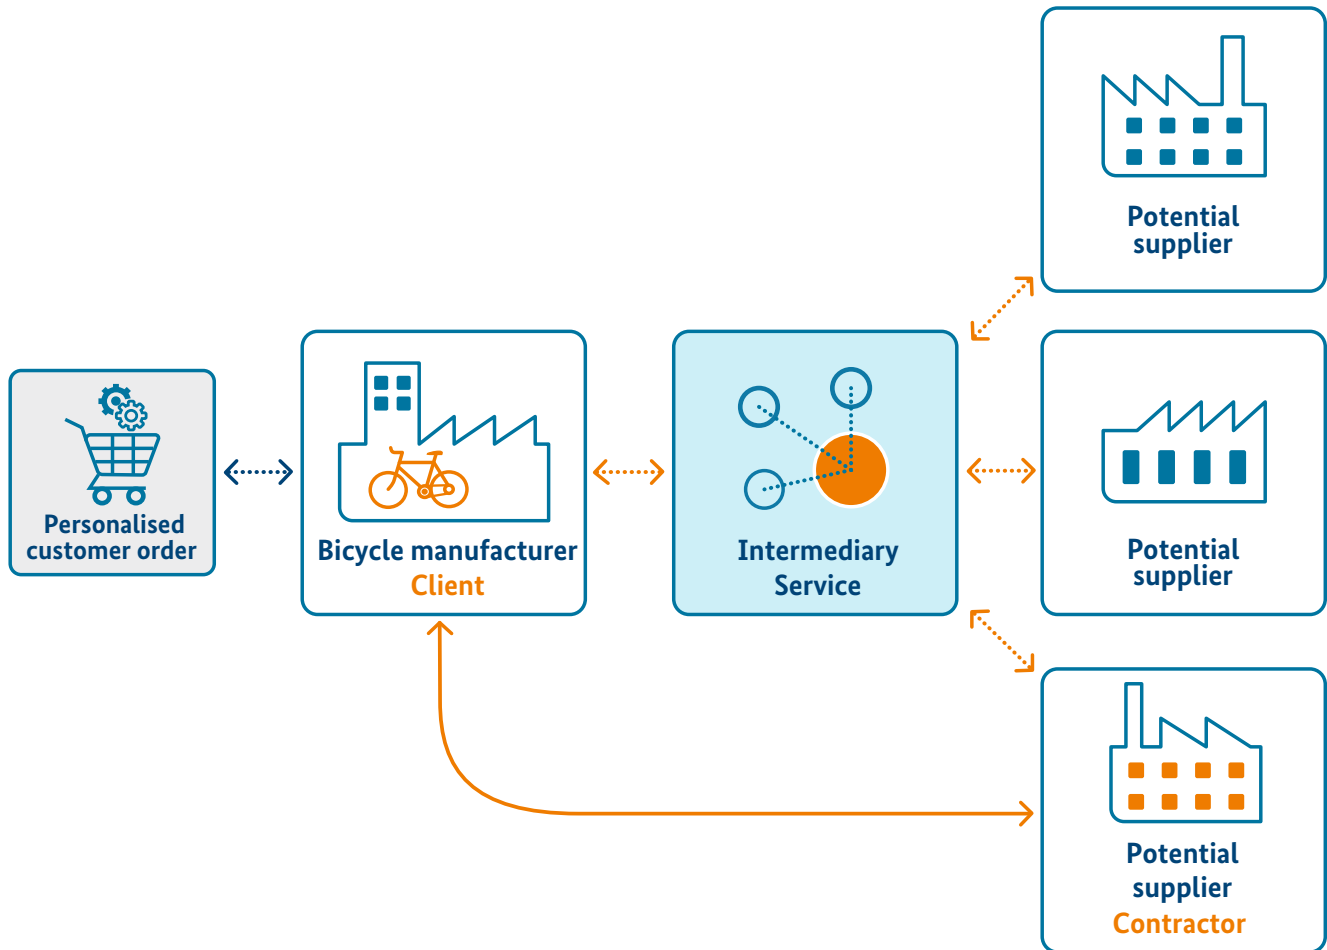 Potential
supplier
Personalised
customer order
Bicycle manufacturer
Client
Intermediary
Service
Potential
supplier
Potential
supplier
Contractor